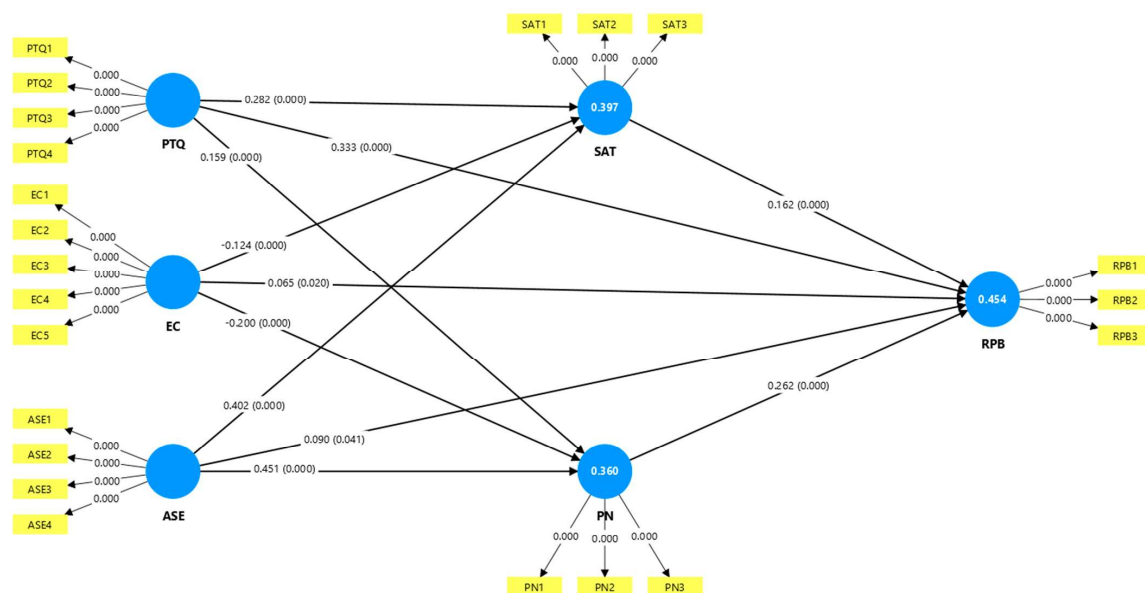 SAT1
SAT2
SAT3
0.000
0.000
0.000
0.397
SAT
PTQ1
PTQ2
PTQ3
PTQ4
0.000
0.000
0.000
0.000
PTQ
0.282 (0.000)
0.333 (0.000)
0.159 (0.000)
0.162 (0.000)
EC1
EC2
EC3
EC4
EC5
0.000
0.000
0.000
0.000
0.000
EC
-0.124 (0.000)
0.065 (0.020)
-0.200 (0.000)
0.454
RPB
0.000
0.000
0.000
RPB1
RPB2
RPB3
0.402 (0.000)
0.090 (0.041)
0.451 (0.000)
0.262 (0.000)
ASE1
ASE2
ASE3
ASE4
0.000
0.000
0.000
0.000
ASE
0.360
PN
0.000
0.000
0.000
PN1
PN2
PN3